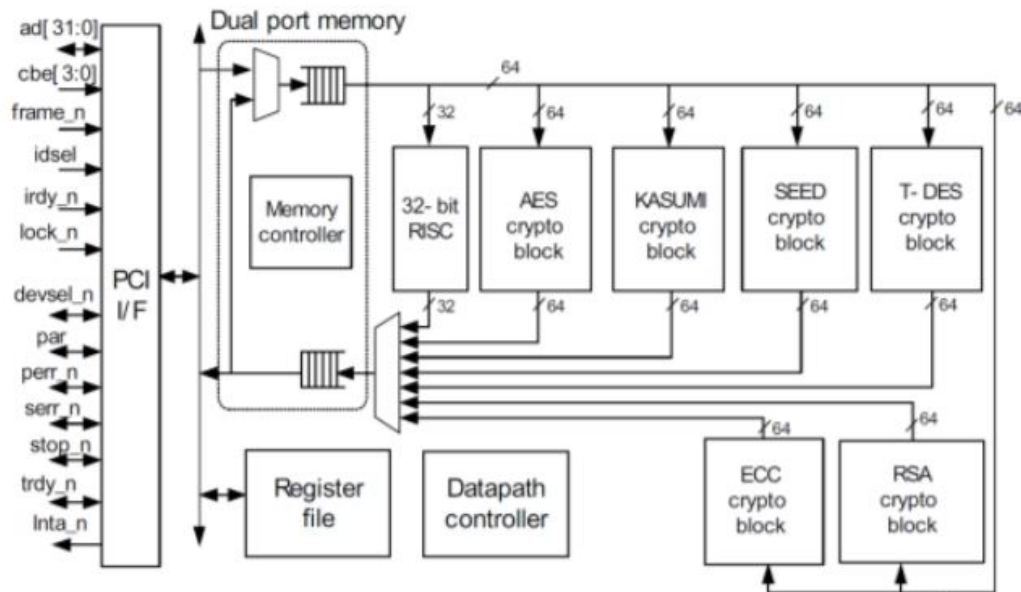 Dual port memory
ad[ 31:0]
cbe[ 3:0]
frame_n
idsel
irdy_n
lock_n
devsel_n
par
perr_n
serr_n
stop_n
trdy_n
Inta_n
PCI
I/F
Memory
controller
64
32
64
64
64
64
64
32- bit
RISC
AES
crypto
block
KASUMI
crypto
block
SEED
crypto
block
T- DES
crypto
block
32
64
64
64
64
64
64
Register
file
Datapath
controller
ECC
crypto
block
RSA
crypto
block